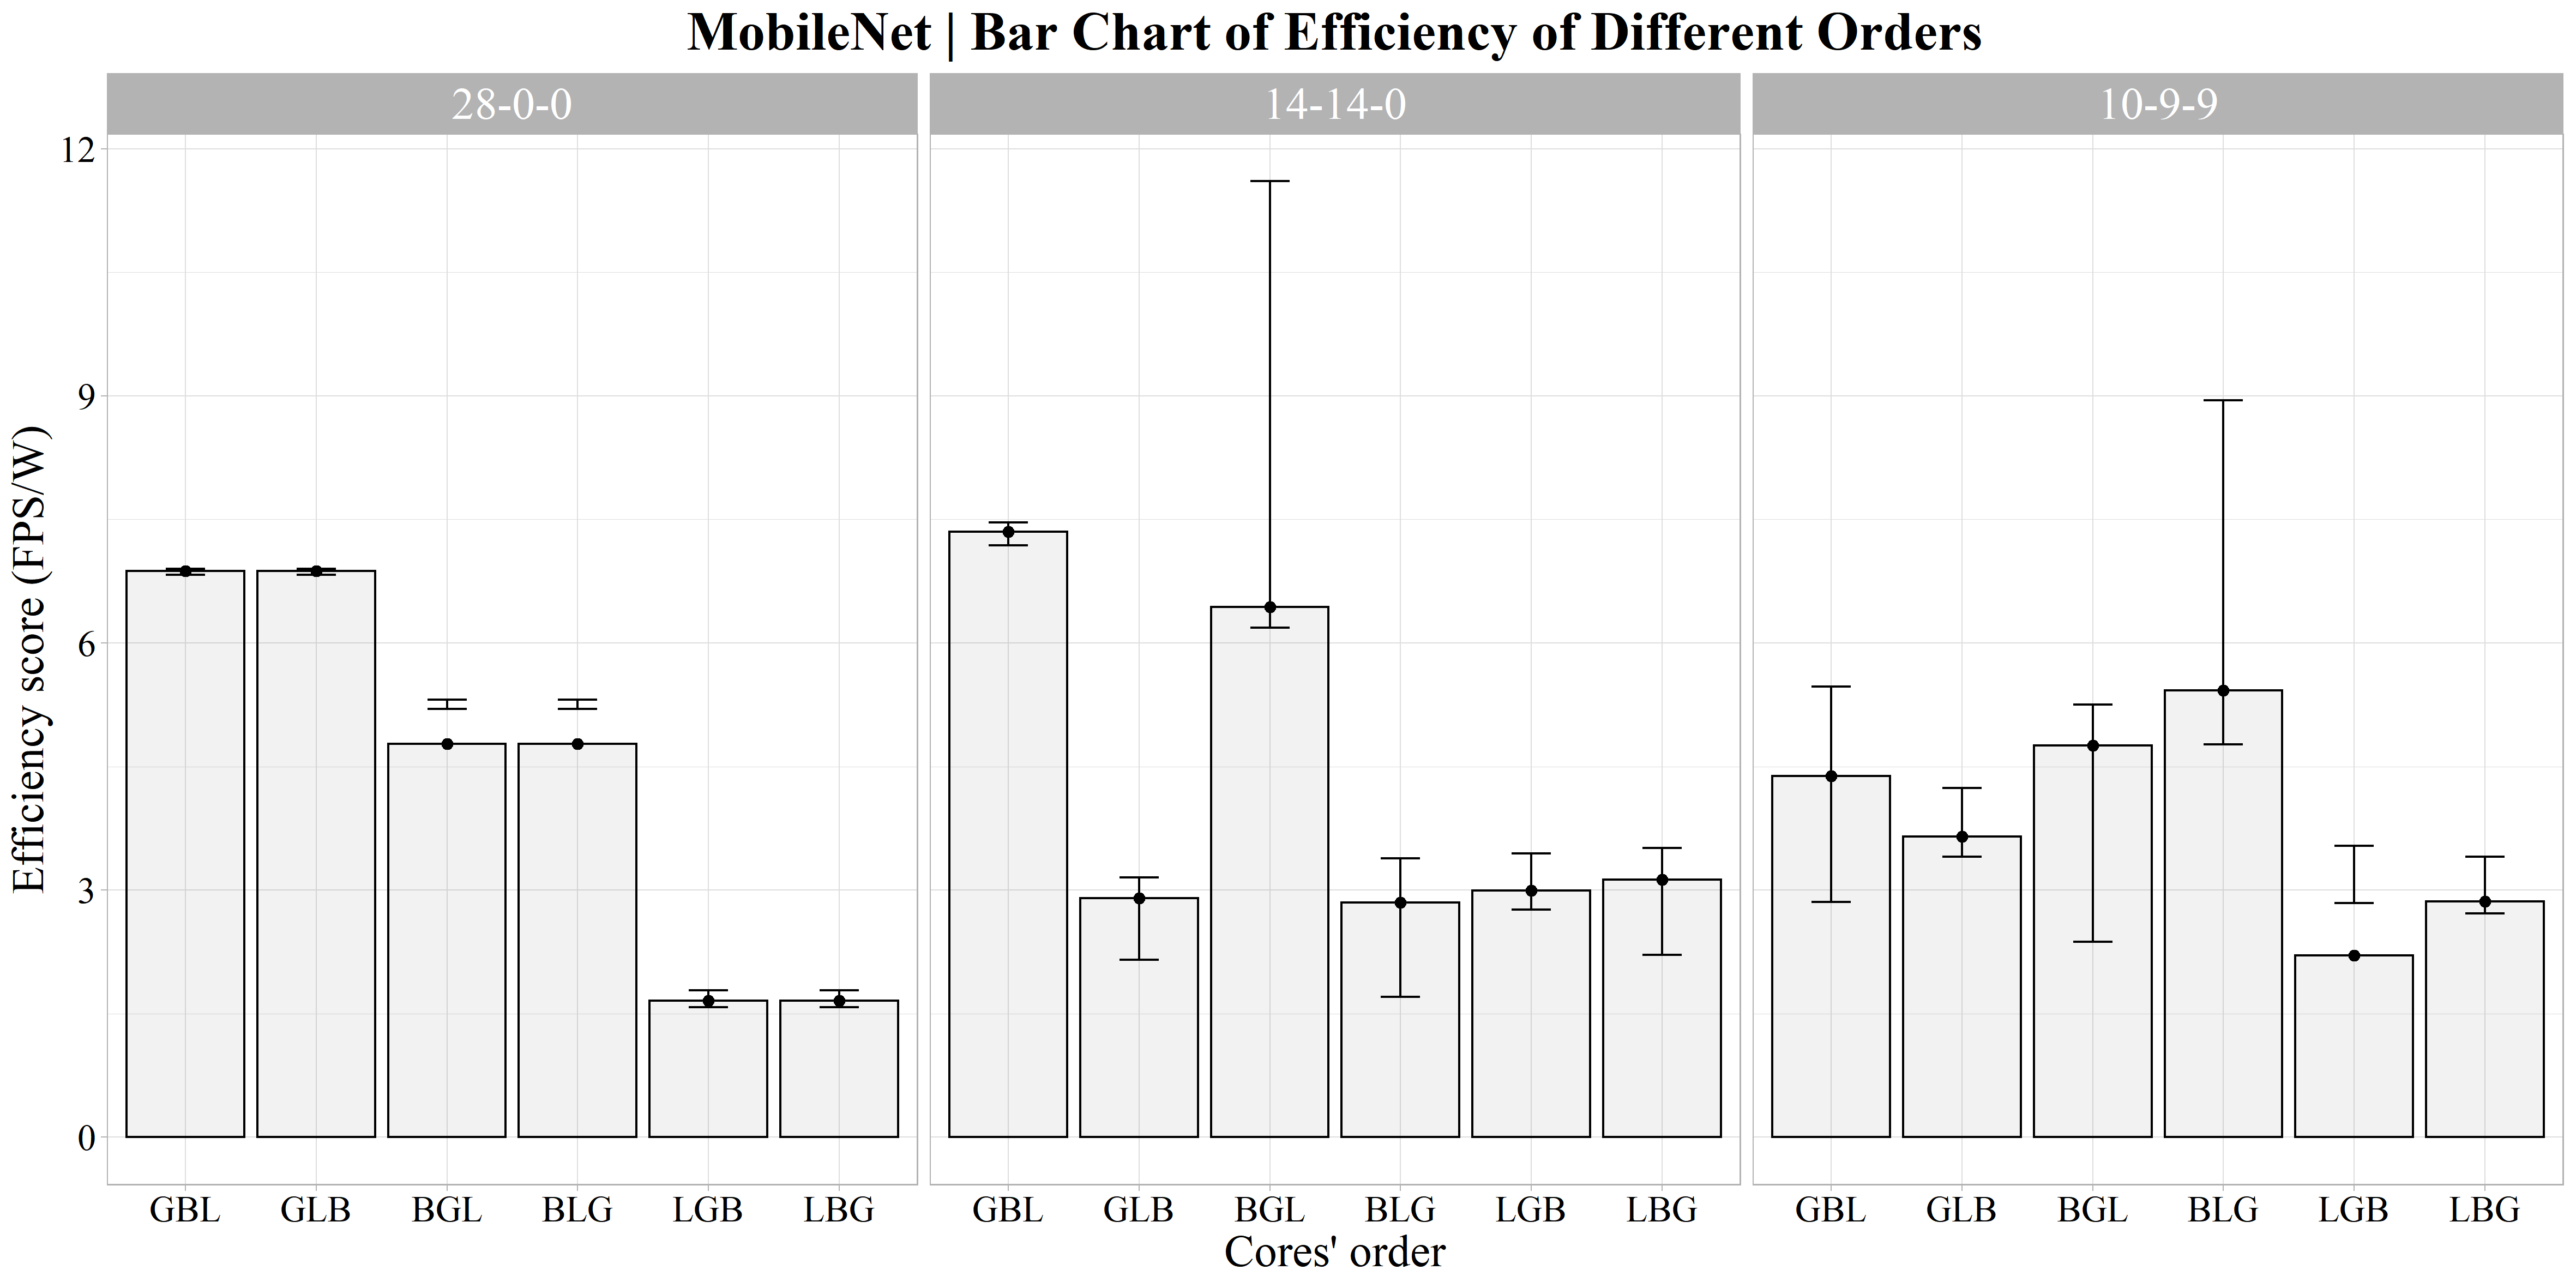 MobileNet | Bar Chart of Efficiency of Different Orders
28-0-0 14-14-0 10-9-9
Efficiency score (FPS/W)
12
9
6
3
0
GBL GLB BGL BLG LGB LBG GBL GLB BGL BLG LGB LBG GBL GLB BGL BLG LGB LBG
Cores' order